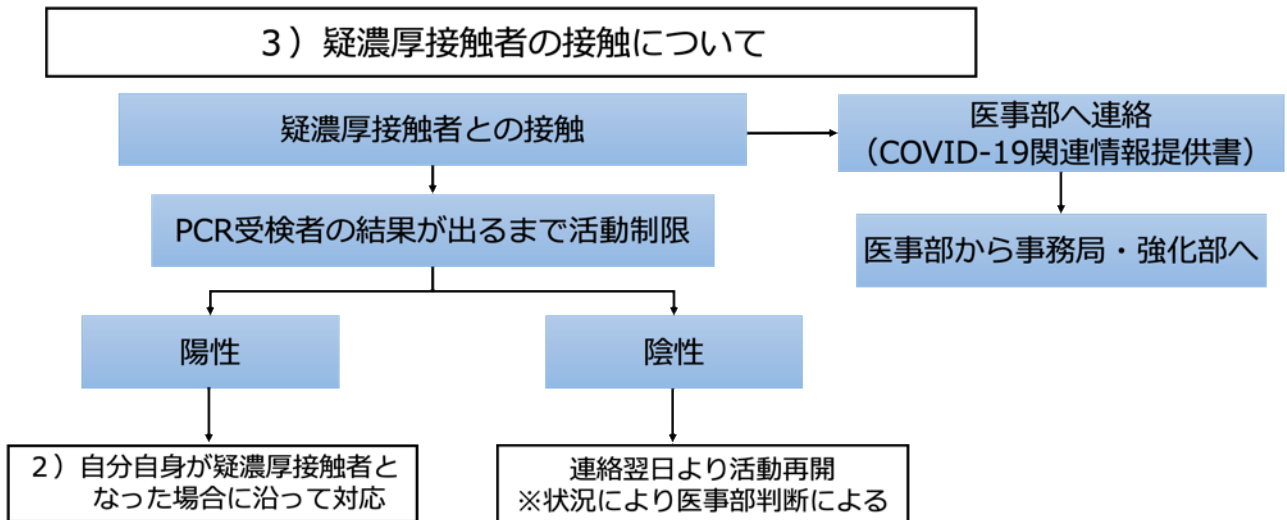 3）疑濃厚接触者の接触について
疑濃厚接触者との接触
医事部へ連絡
（COVID-19関連情報提供書）
PCR受検者の結果が出るまで活動制限
医事部から事務局・強化部へ
陽性
陰性
2）自分自身が疑濃厚接触者と
なった場合に沿って対応
連絡翌日より活動再開
※状況により医事部判断による